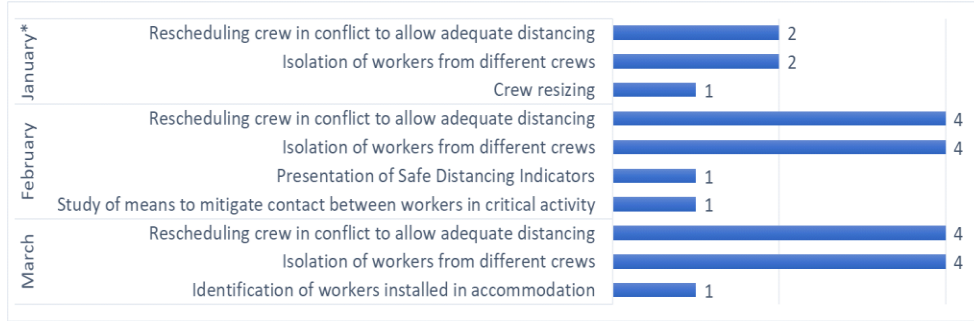 January*
Rescheduling crew in conflict to allow adequate distancing 2
Isolation of workers from different crews 2
Crew resizing 1
February
Rescheduling crew in conflict to allow adequate distancing 4
Isolation of workers from different crews 4
Presentation of Safe Distancing Indicators 1
Study of means to mitigate contact between workers in critical activity 1
March
Rescheduling crew in conflict to allow adequate distancing 4
Isolation of workers from different crews 4
Identification of workers installed in accommodation 1